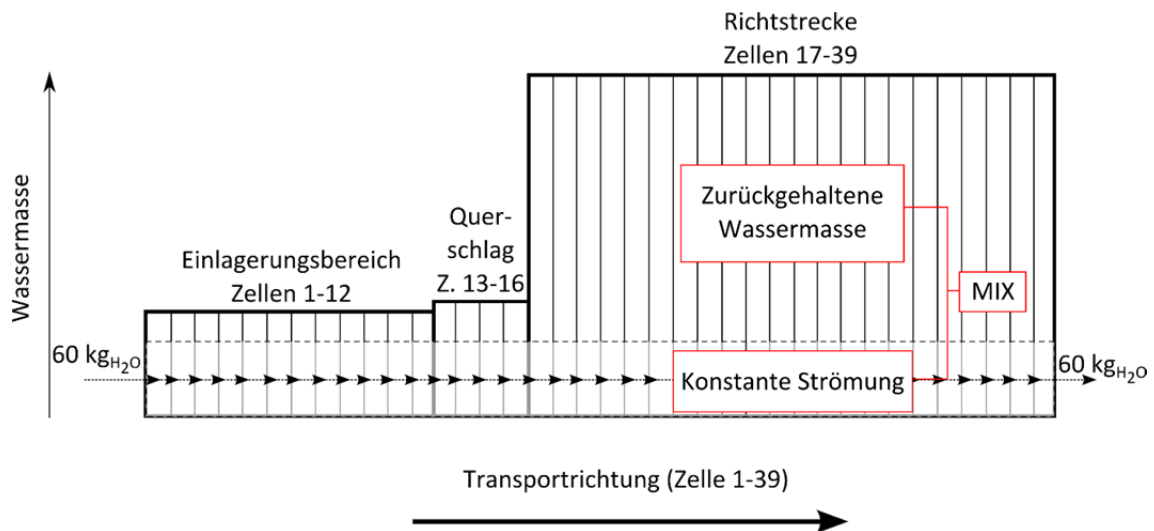 Richtstrecke
Zellen 17-39
Wassermasse
Quer-
schlag
Z. 13-16
Einlagerungsbereich
Zellen 1-12
Zurückgehaltene
Wassermasse
MIX
60 kgH2O
Konstante Strömung
60 kgH2O
Transportrichtung (Zelle 1-39)